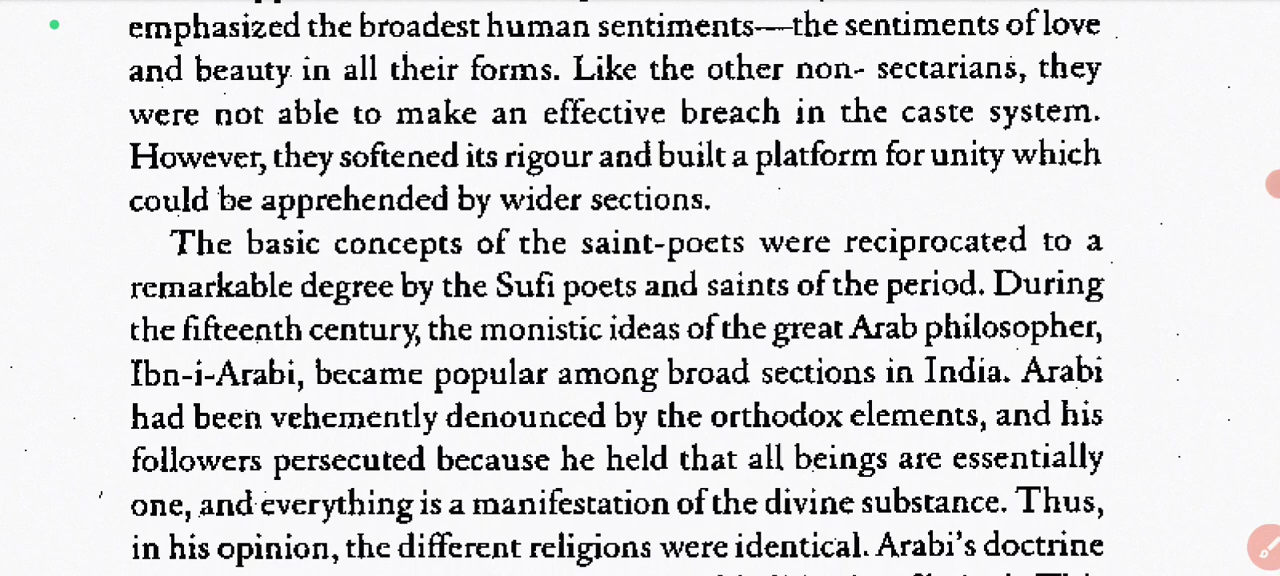 emphasized the broadest human sentiments—the sentiments of love
and beauty in all their forms. Like the other non- sectarians, they
were not able to make an effective breach in the caste system.
However, they softened its rigour and built a platform for unity which
could be apprehended by wider sections.
The basic concepts of the saint-poets were reciprocated to a
remarkable degree by the Sufi poets and saints of the period. During
the fifteenth century, the monistic ideas of the great Arab philosopher,
Ibn-i-Arabi, became popular among broad sections in India. Arabi
had been vehemently denounced by the orthodox elements, and his
followers persecuted because he held that all beings are essentially
one, and everything is a manifestation of the divine substance. Thus,
in his opinion, the different religions were identical. Arabi's doctrine